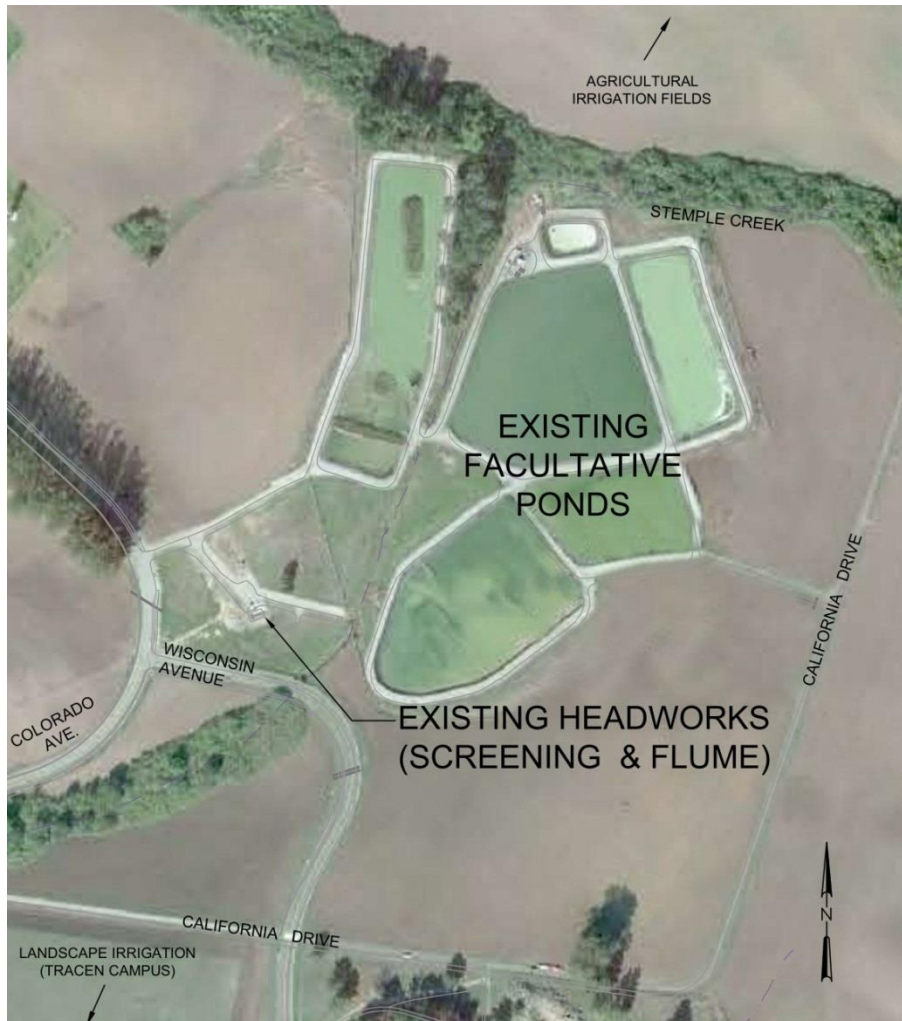 AGRICULTURAL
IRRIGATION FIELDS
STEMPLE CREEK
EXISTING
FACULTATIVE
PONDS
CALIFORNIA DRIVE
WISCONSIN
AVENUE
COLORADO
AVE.
EXISTING HEADWORKS
(SCREENING & FLUME)
CALIFORNIA DRIVE
N
LANDSCAPE IRRIGATION
(TRACEN CAMPUS)